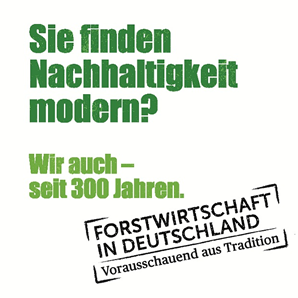 Sie finden
Nachhaltigkeit
modern?
Wir auch –
seit 300 Jahren.
FORSTWIRTSCHAFT
IN DEUTSCHLAND
Vorausschauend aus Tradition